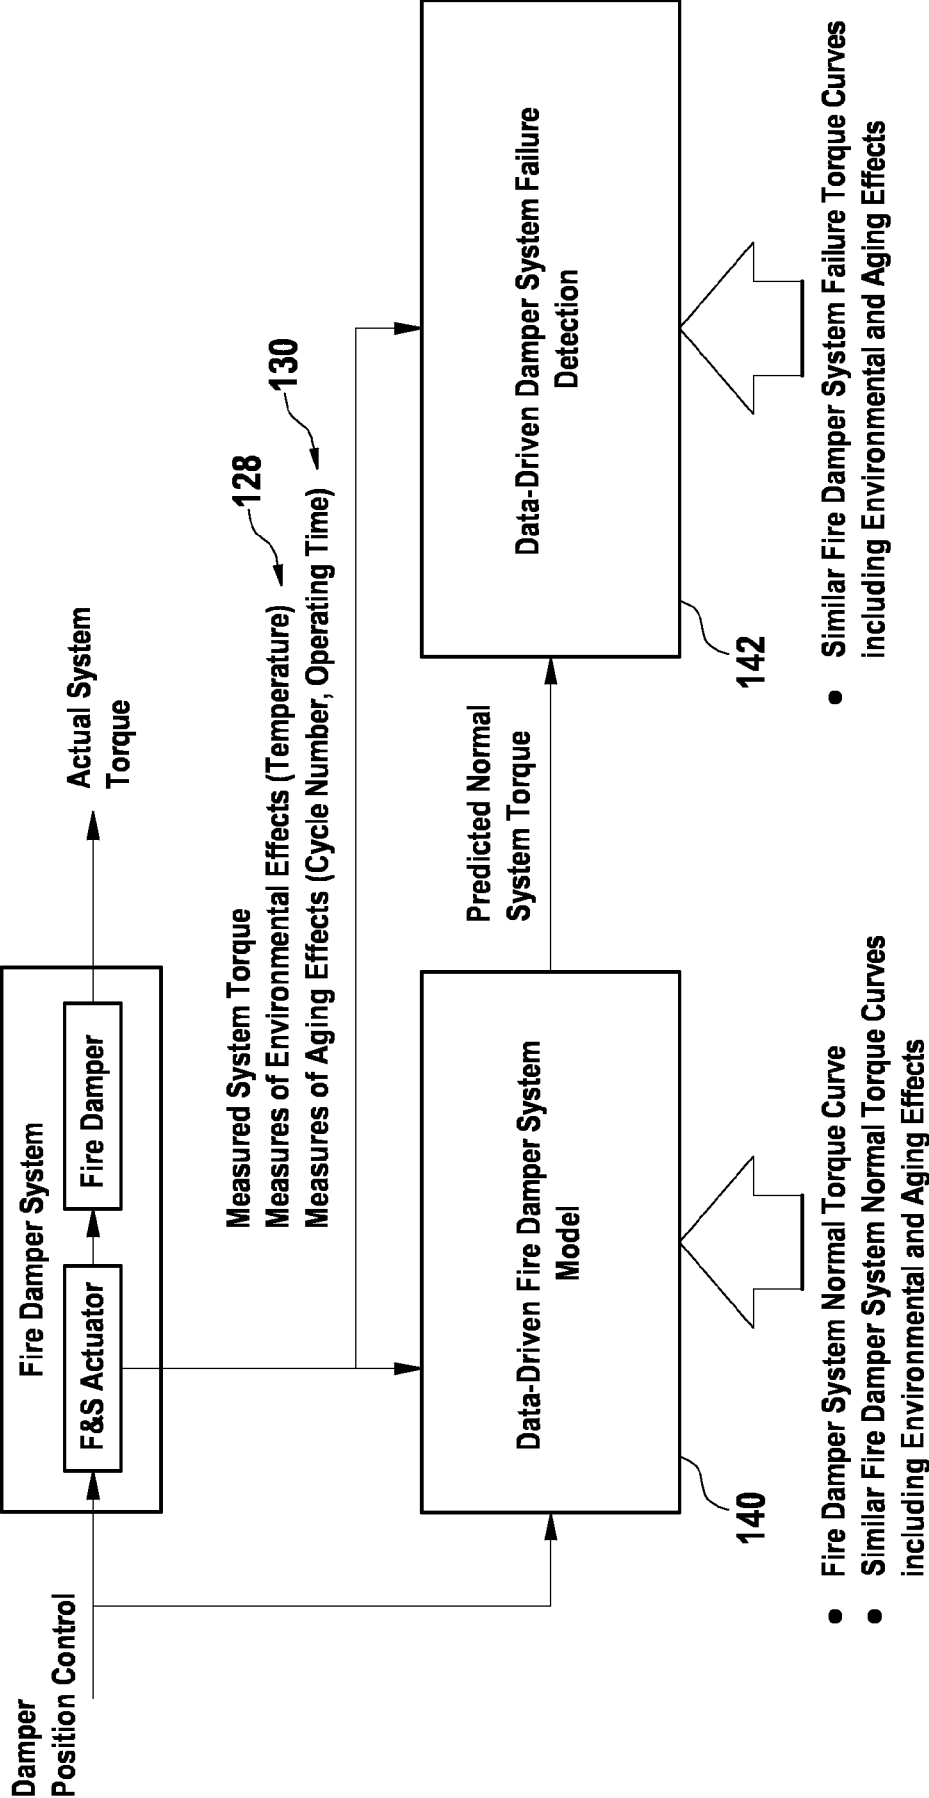 Damper
Position Control
Fire Damper System
F&S Actuator
Fire Damper
Actual System
Torque
Measured System Torque
Measures of Environmental Effects (Temperature)
128
Measures of Aging Effects (Cycle Number, Operating Time)
130
Data-Driven Fire Damper System
Model
140
Predicted Normal
System Torque
Data-Driven Damper System Failure
Detection
142
● Fire Damper System Normal Torque Curve
● Similar Fire Damper System Normal Torque Curves
including Environmental and Aging Effects
● Similar Fire Damper System Failure Torque Curves
including Environmental and Aging Effects